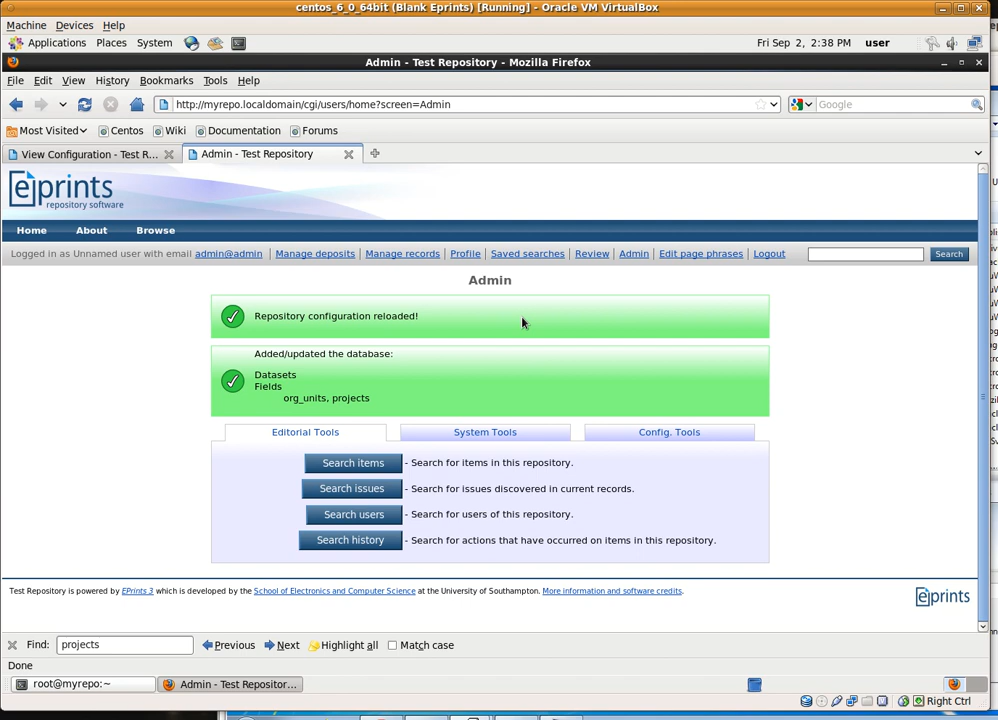 centos_6_0_64bit (Blank Eprints) [Running] - Oracle VM VirtualBox
Machine Devices Help
Applications Places System
Fri Sep 2, 2:38 PM user
Admin - Test Repository - Mozilla Firefox
File Edit View History Bookmarks Tools Help
http://myrepo.localdomain/cgi/users/home?screen=Admin
Google
Most Visited Centos Wiki Documentation Forums
View Configuration - Test R...
Admin - Test Repository
eprints
repository software
Home About Browse
Logged in as Unnamed user with email admin@admin | Manage deposits | Manage records | Profile | Saved searches | Review | Admin | Edit page phrases | Logout
Search
Admin
Repository configuration reloaded!
Added/updated the database:
Datasets
Fields
org_units, projects
Editorial Tools System Tools Config. Tools
Search items - Search for items in this repository.
Search issues - Search for issues discovered in current records.
Search users - Search for users of this repository.
Search history - Search for actions that have occurred on items in this repository.
Test Repository is powered by EPrints 3 which is developed by the School of Electronics and Computer Science at the University of Southampton. More information and software credits.
eprints
Find: projects Previous Next Highlight all Match case
Done
root@myrepo:~ Admin - Test Repositor...
Right Ctrl